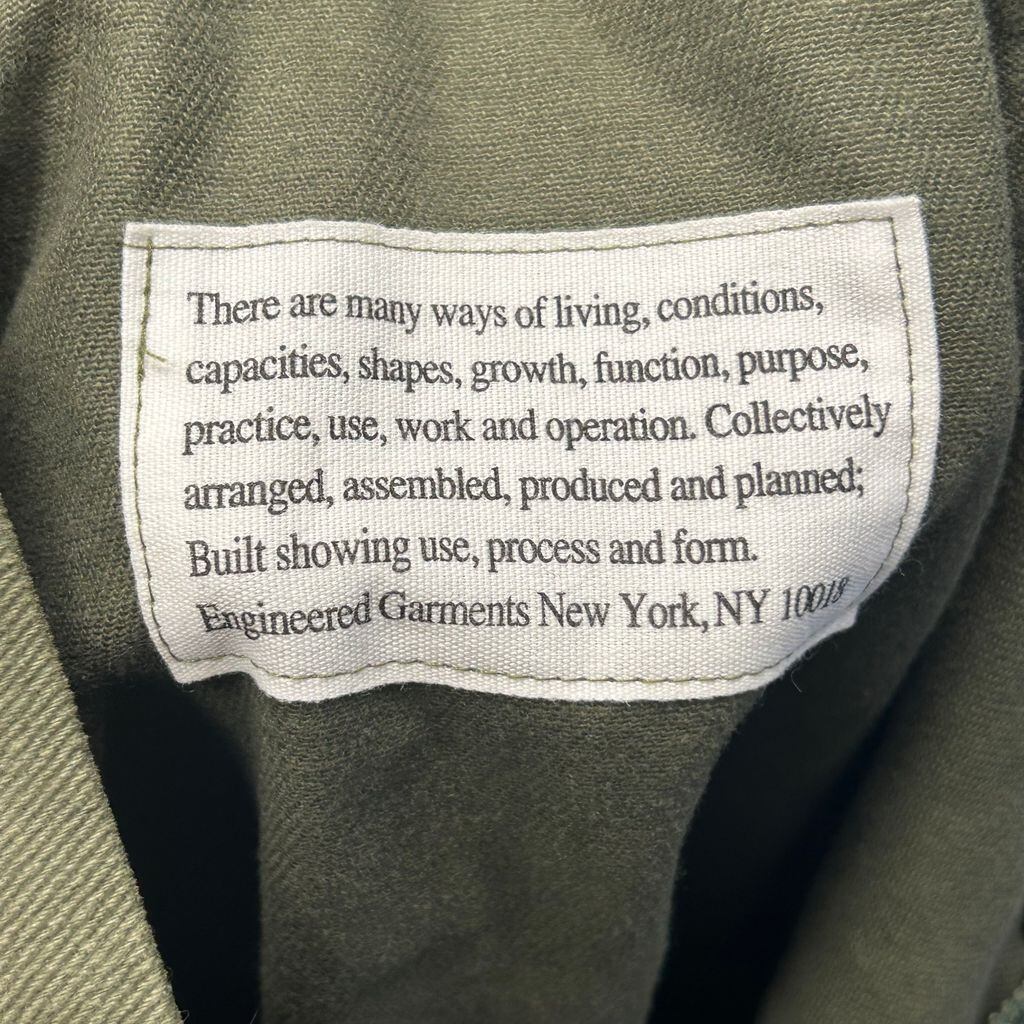 There are many ways of living, conditions,
capacities, shapes, growth, function, purpose,
practice, use, work and operation. Collectively
arranged, assembled, produced and planned;
Built showing use, process and form.
Engineered Garments New York, NY 10018